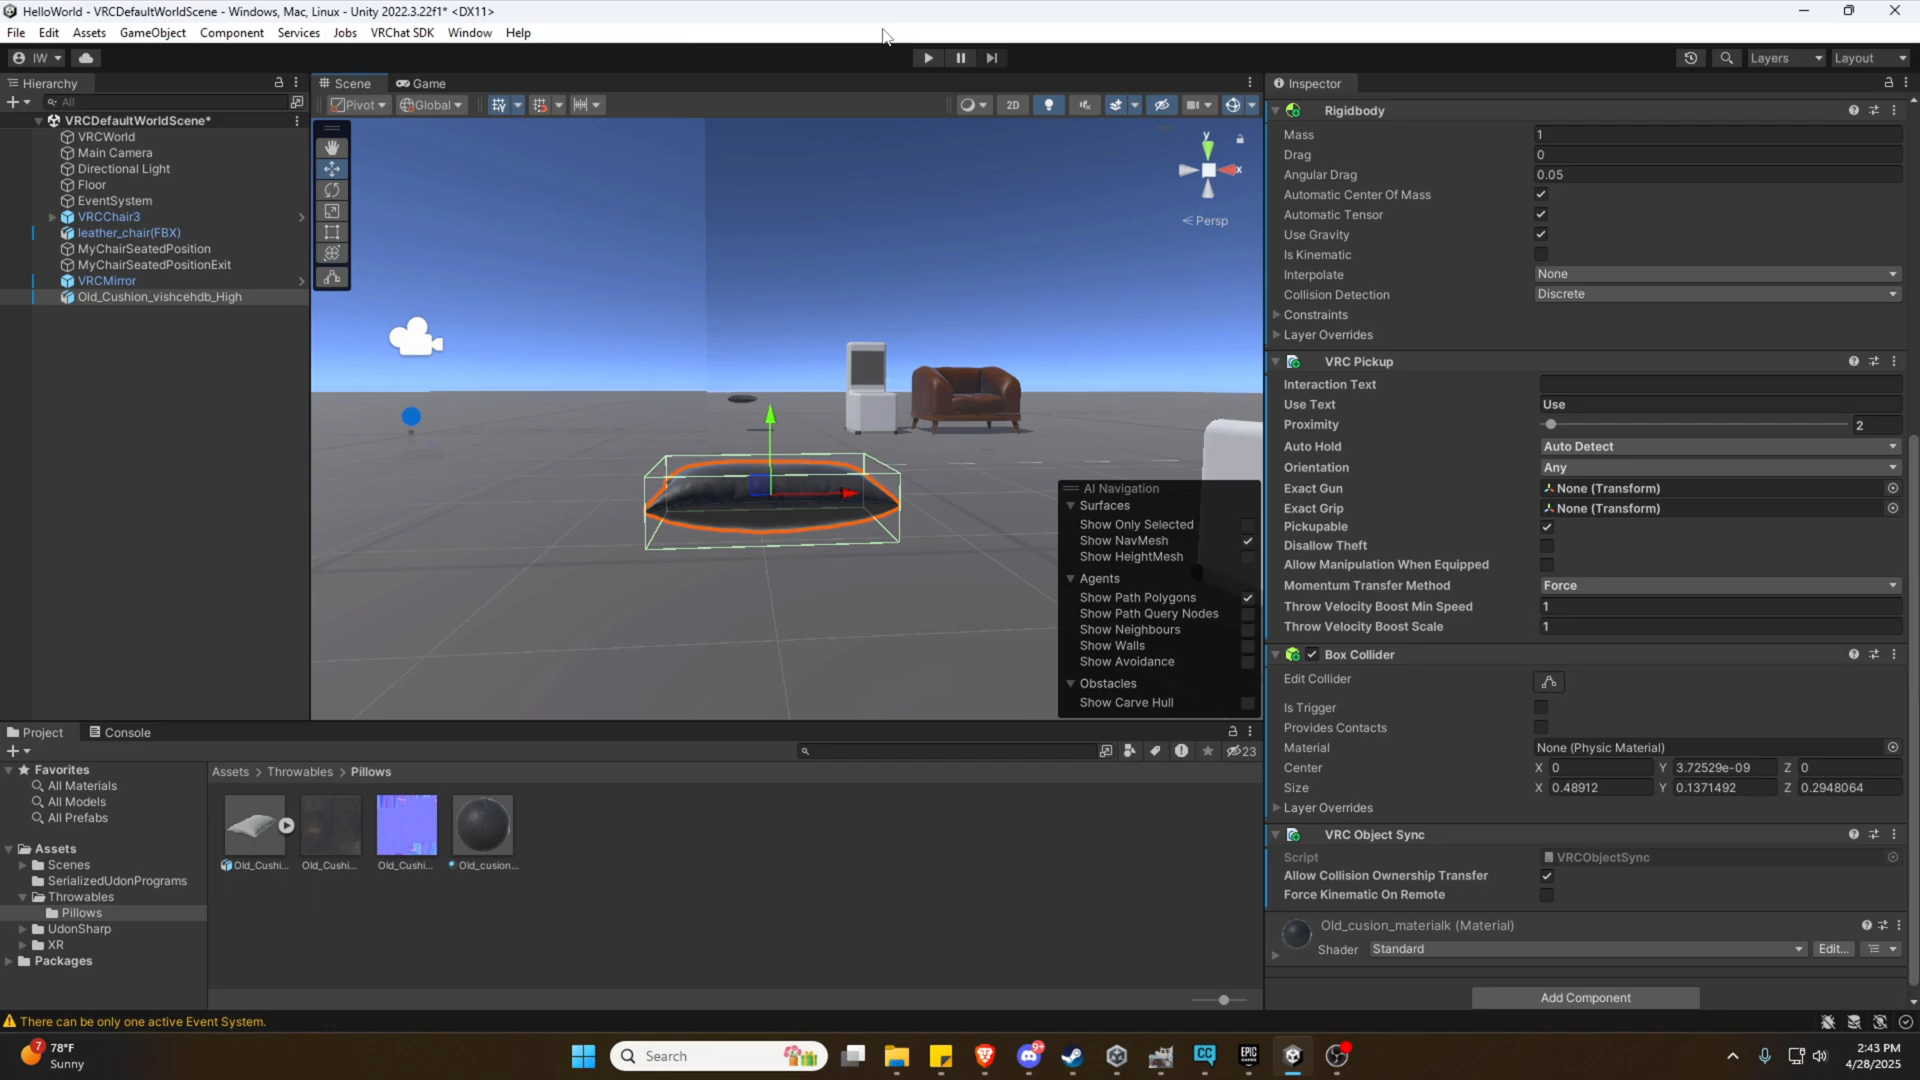 HelloWorld - VRCDefaultWorldScene - Windows, Mac, Linux - Unity 2022.3.22f1* <DX11>
File Edit Assets GameObject Component Services Jobs VRChat SDK Window Help
IW Layers Layout
Hierarchy
All
VRCDefaultWorldScene*
VRCWorld
Main Camera
Directional Light
Floor
EventSystem
VRCChair3
leather_chair(FBX)
MyChairSeatedPosition
MyChairSeatedPositionExit
VRCMirror
Old_Cushion_vishcehdb_High
Scene Game
Pivot Global 2D
y
x
Persp
AI Navigation
Surfaces
Show Only Selected
Show NavMesh
Show HeightMesh
Agents
Show Path Polygons
Show Path Query Nodes
Show Neighbours
Show Walls
Show Avoidance
Obstacles
Show Carve Hull
Inspector
Rigidbody
Mass 1
Drag 0
Angular Drag 0.05
Automatic Center Of Mass
Automatic Tensor
Use Gravity
Is Kinematic
Interpolate None
Collision Detection Discrete
Constraints
Layer Overrides
VRC Pickup
Interaction Text
Use Text Use
Proximity 2
Auto Hold Auto Detect
Orientation Any
Exact Gun None (Transform)
Exact Grip None (Transform)
Pickupable
Disallow Theft
Allow Manipulation When Equipped
Momentum Transfer Method Force
Throw Velocity Boost Min Speed 1
Throw Velocity Boost Scale 1
Box Collider
Edit Collider
Is Trigger
Provides Contacts
Material None (Physic Material)
Center X 0 Y 3.72529e-09 Z 0
Size X 0.48912 Y 0.1371492 Z 0.2948064
Layer Overrides
VRC Object Sync
Script VRCObjectSync
Allow Collision Ownership Transfer
Force Kinematic On Remote
Old_cusion_materialk (Material)
Shader Standard Edit...
Add Component
Project Console
23
Favorites
All Materials
All Models
All Prefabs
Assets
Scenes
SerializedUdonPrograms
Throwables
Pillows
UdonSharp
XR
Packages
Assets > Throwables > Pillows
Old_Cushi... Old_Cushi... Old_Cushi... Old_cusion...
There can be only one active Event System.
7
78°F
Sunny
Search
9+
CC
EPIC GAMES
2:43 PM
4/28/2025